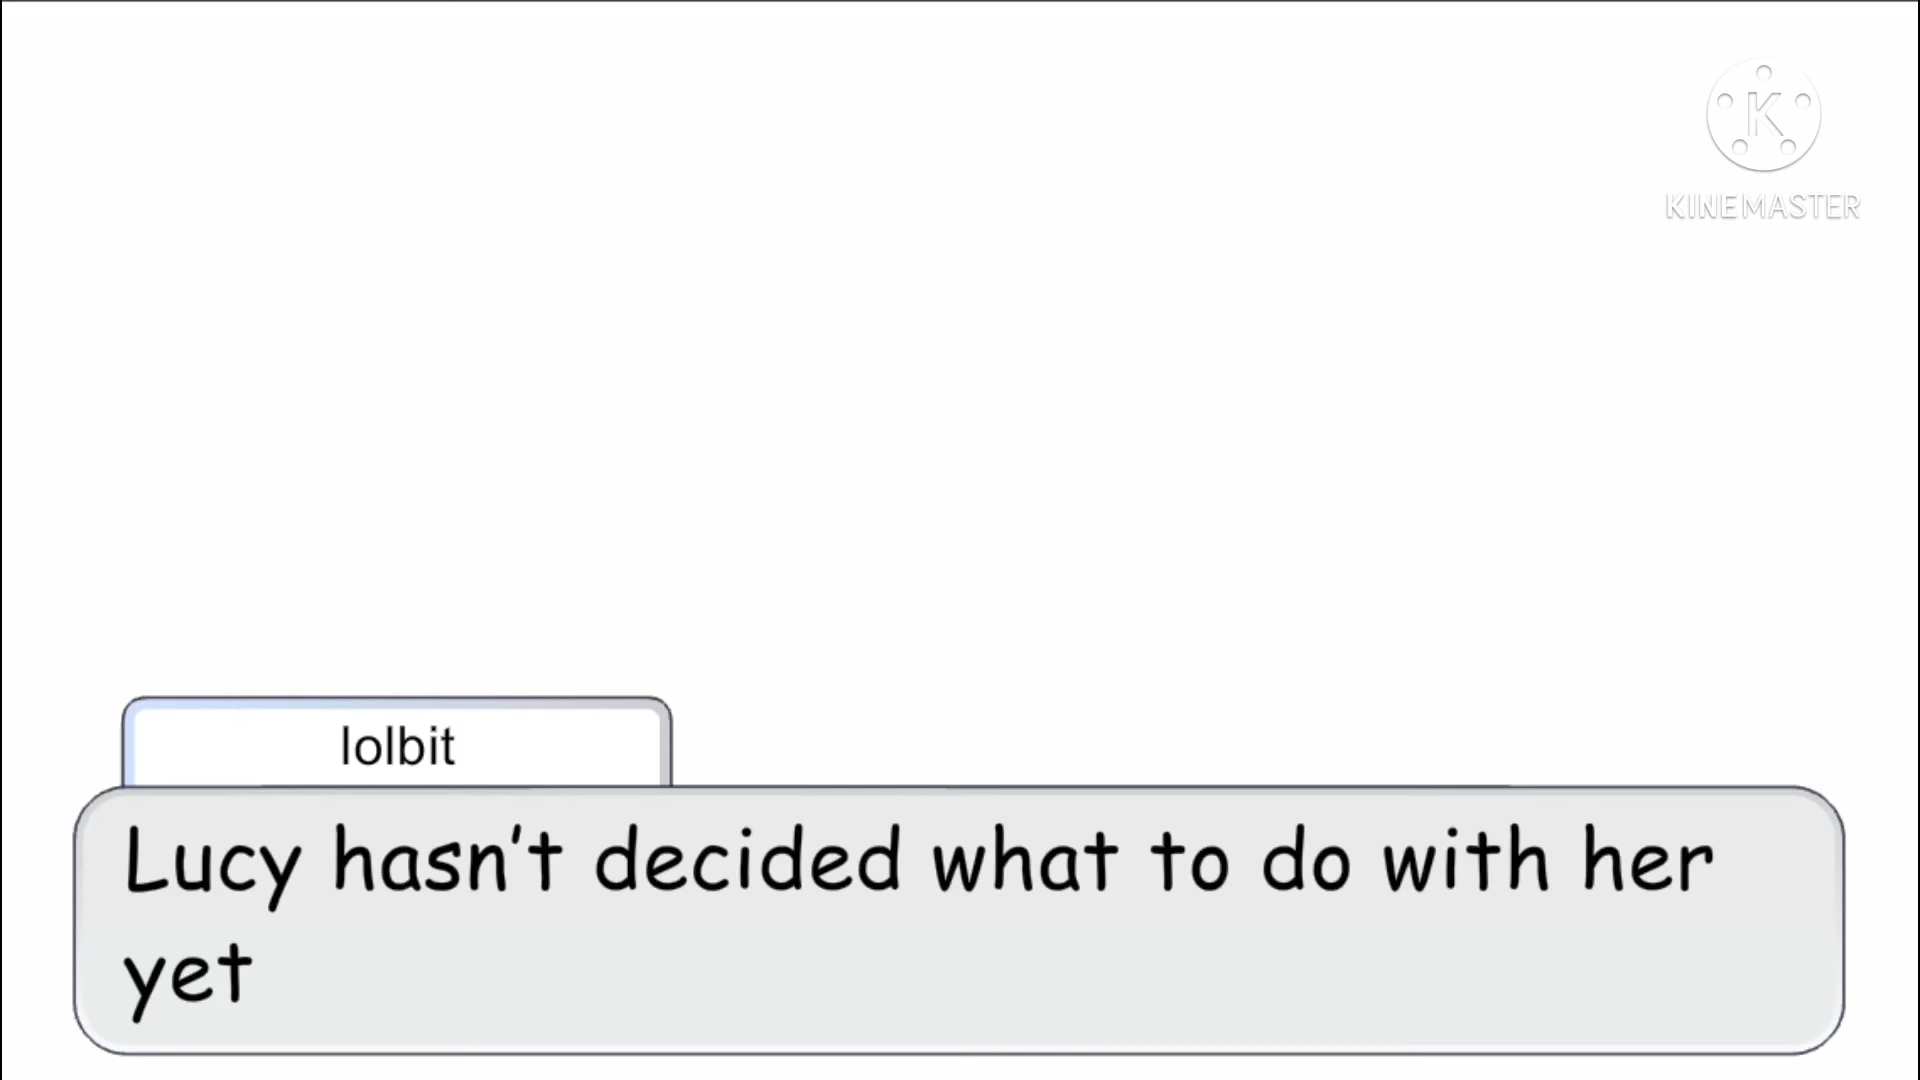 K
KINEMASTER
lolbit
Lucy hasn't decided what to do with her
yet